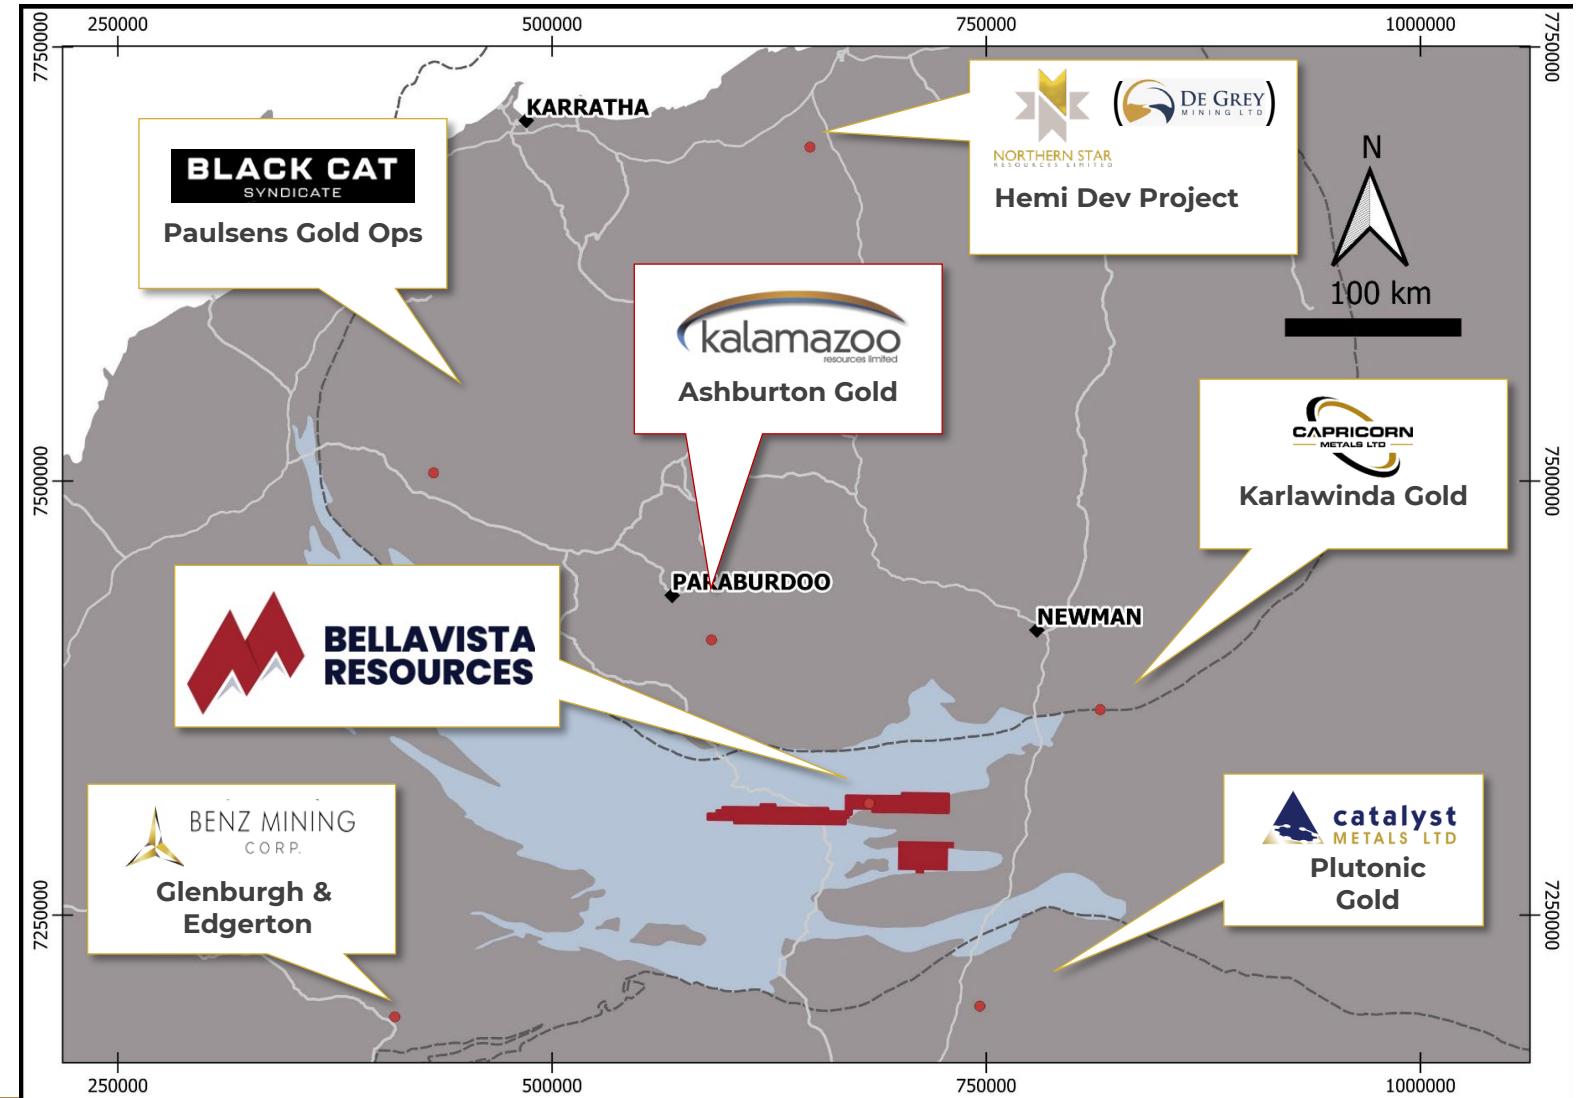 250000
500000
750000
1000000
7750000
7750000
KARRATHA
BLACK CAT
SYNDICATE
Paulsens Gold Ops
NORTHERN STAR
RESOURCES LIMITED
(DE GREY)
MINING LTD
Hemi Dev Project
N
100 km
kalamazoo
resources limited
Ashburton Gold
CAPRICORN
METALS LTD
Karlawinda Gold
7500000
7500000
PARABURDOO
NEWMAN
BELLAVISTA
RESOURCES
BENZ MINING
CORP.
Glenburgh &
Edgerton
catalyst
METALS LTD
Plutonic
Gold
7250000
7250000
250000
500000
750000
1000000